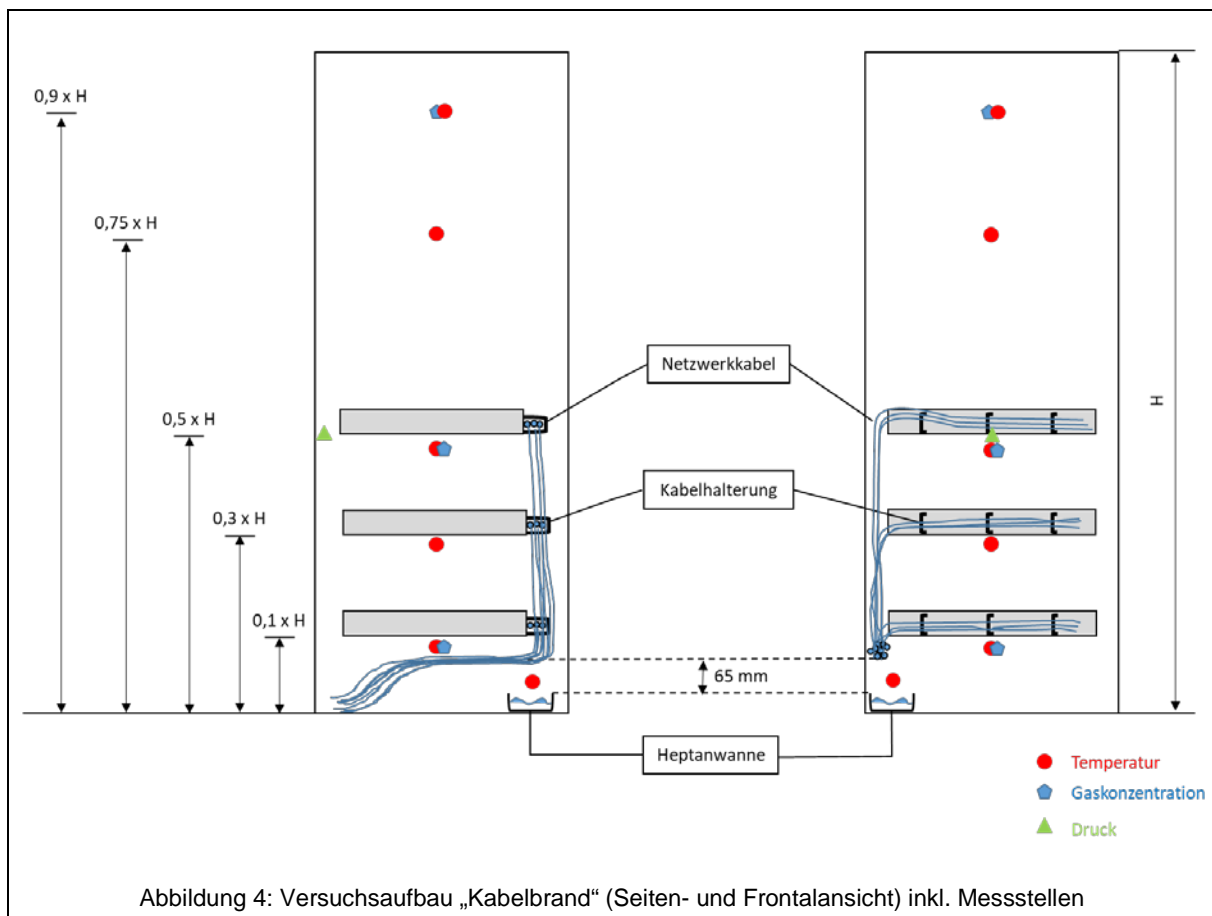 0,9 x H
0,75 x H
0,5 x H
0,3 x H
0,1 x H
Netzwerkkabel
Kabelhalterung
H
65 mm
Heptanwanne
Temperatur
Gaskonzentration
Druck
Abbildung 4: Versuchsaufbau „Kabelbrand“ (Seiten- und Frontalansicht) inkl. Messstellen